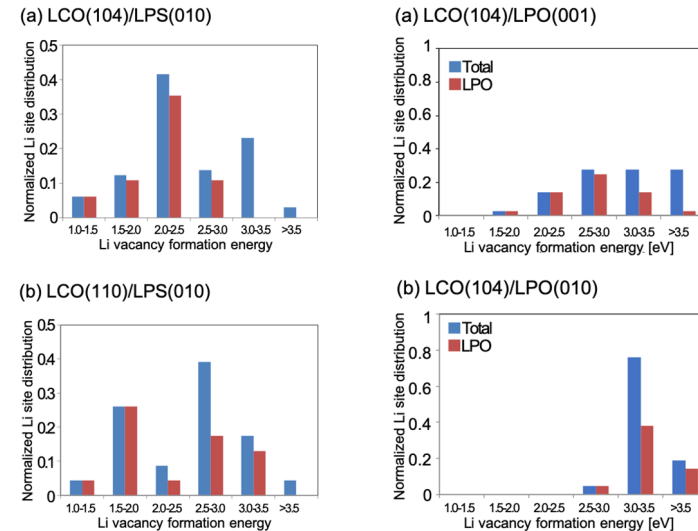 (a) LCO(104)/LPS(010)
Normalized Li site distribution
0.5
0.4
0.3
0.2
0.1
0
1.0-1.5 1.5-2.0 2.0-2.5 2.5-3.0 3.0-3.5 >3.5
Li vacancy formation energy
(a) LCO(104)/LPO(001)
Normalized Li site distribution
1
0.8
0.6
0.4
0.2
0
Total
LPO
1.0-1.5 1.5-2.0 2.0-2.5 2.5-3.0 3.0-3.5 >3.5
Li vacancy formation energy. [eV]
(b) LCO(110)/LPS(010)
Normalized Li site distribution
0.5
0.4
0.3
0.2
0.1
0
1.0-1.5 1.5-2.0 2.0-2.5 2.5-3.0 3.0-3.5 >3.5
Li vacancy formation energy
(b) LCO(104)/LPO(010)
Normalized Li site distribution
1
0.8
0.6
0.4
0.2
0
Total
LPO
1.0-1.5 1.5-2.0 2.0-2.5 2.5-3.0 3.0-3.5 >3.5
Li vacancy formation energy [eV]